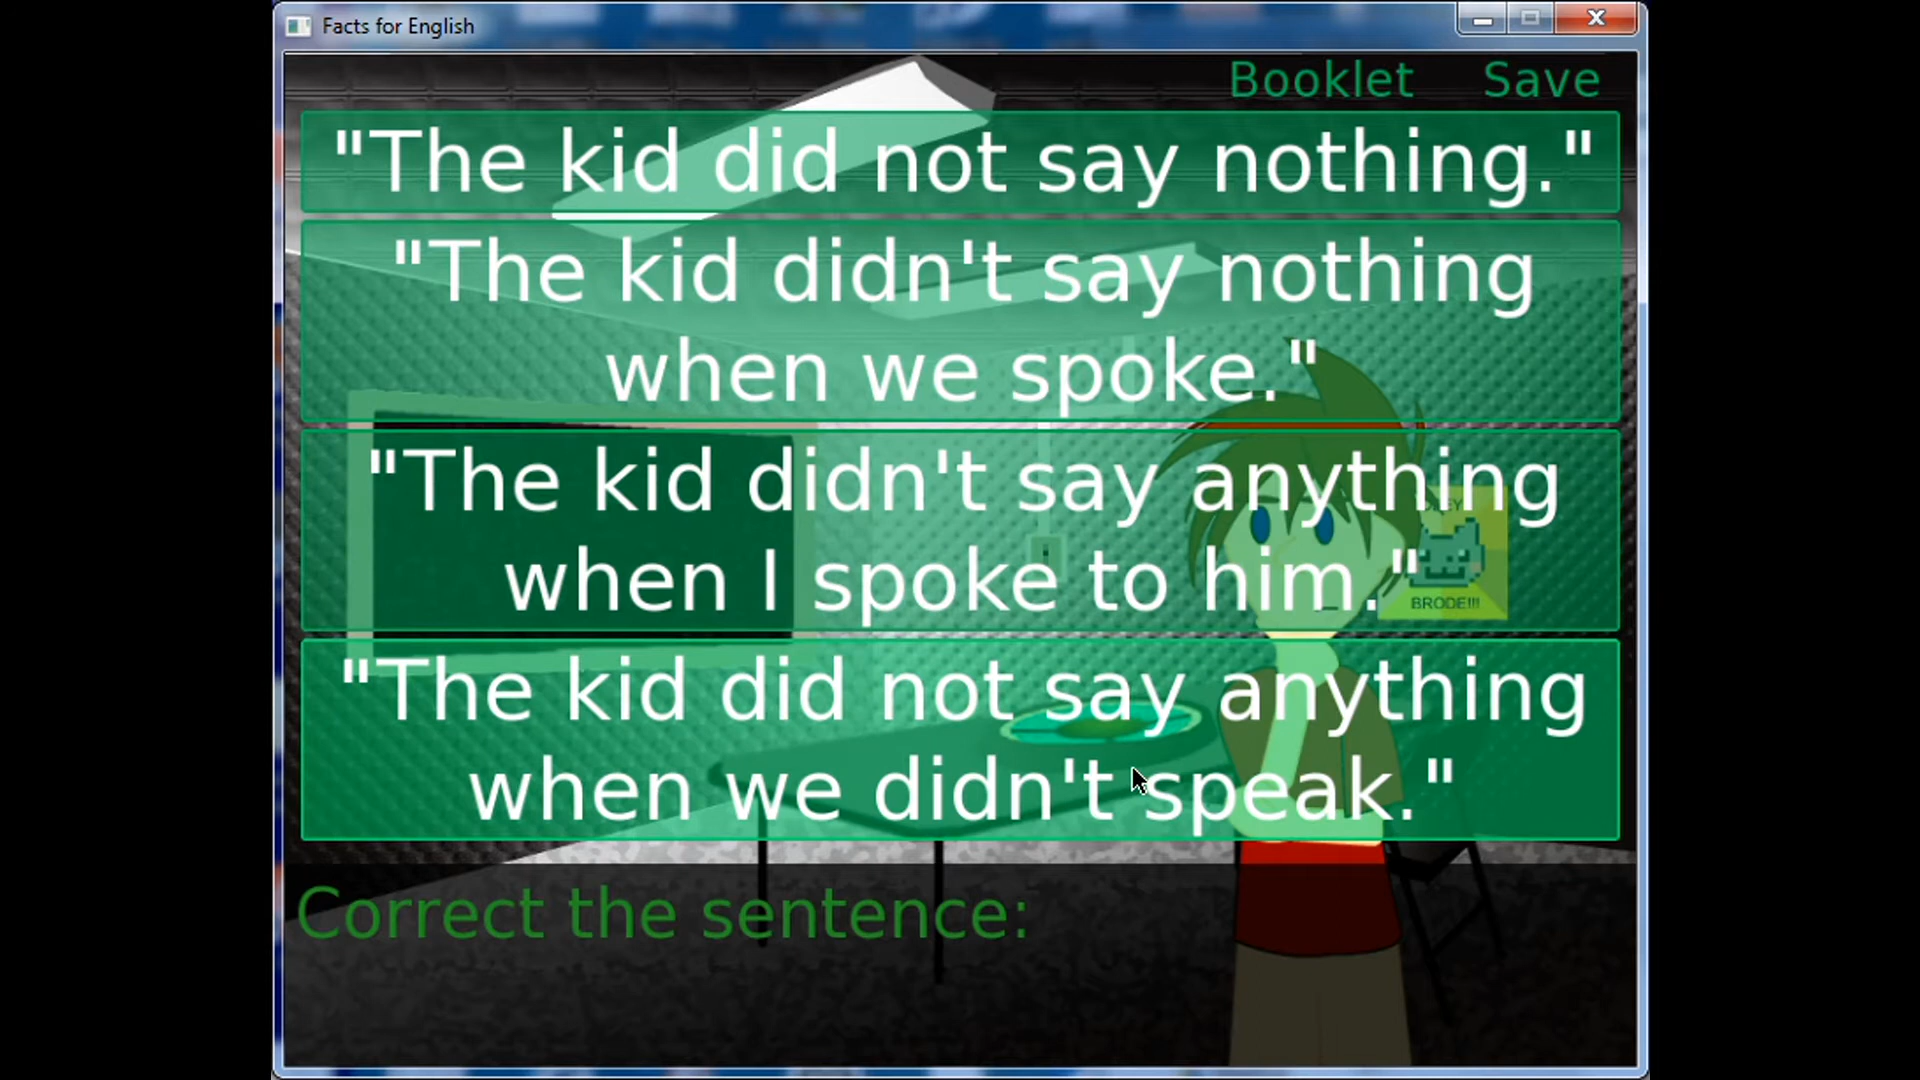 Facts for English
Booklet Save
"The kid did not say nothing."
"The kid didn't say nothing
when we spoke."
"The kid didn't say anything
when I spoke to him."
BRODE!!!
"The kid did not say anything
when we didn't speak."
Correct the sentence: